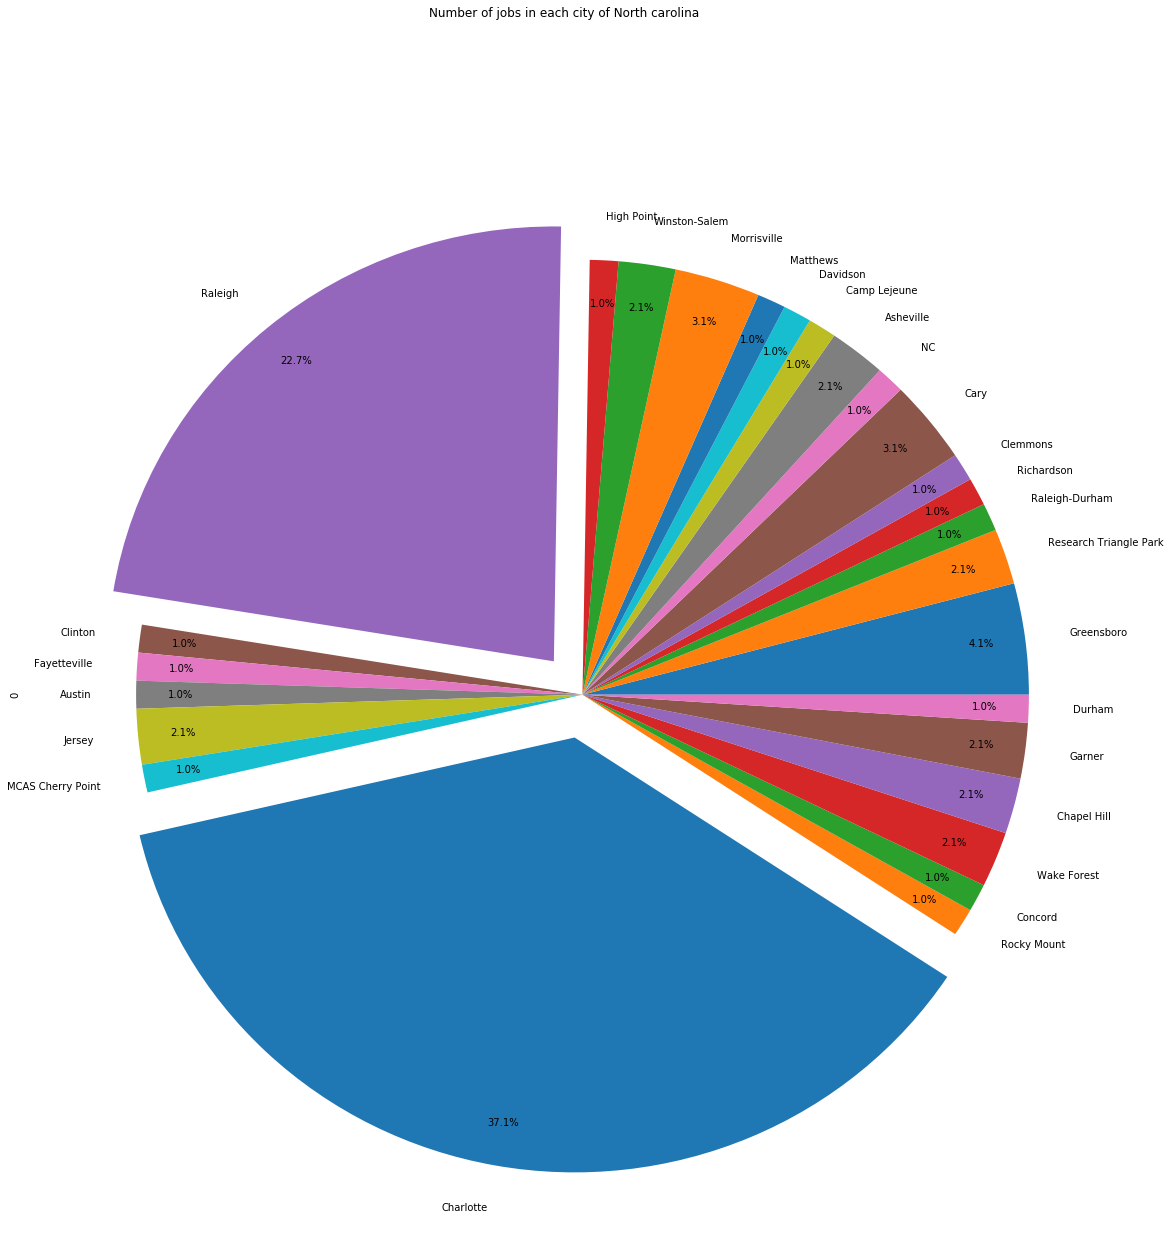 Number of jobs in each city of North carolina
High Point
Winston-Salem
Morrisville
Matthews
Davidson
Camp Lejeune
Asheville
NC
Cary
Clemmons
Richardson
Raleigh-Durham
Research Triangle Park
Greensboro
Raleigh
22.7%
1.0%
2.1%
3.1%
1.0%
1.0%
1.0%
2.1%
1.0%
3.1%
1.0%
1.0%
1.0%
2.1%
4.1%
Clinton
1.0%
Fayetteville
1.0%
0
Austin
1.0%
Jersey
2.1%
MCAS Cherry Point
1.0%
1.0%
Durham
2.1%
Garner
2.1%
Chapel Hill
2.1%
Wake Forest
1.0%
Concord
1.0%
Rocky Mount
37.1%
Charlotte